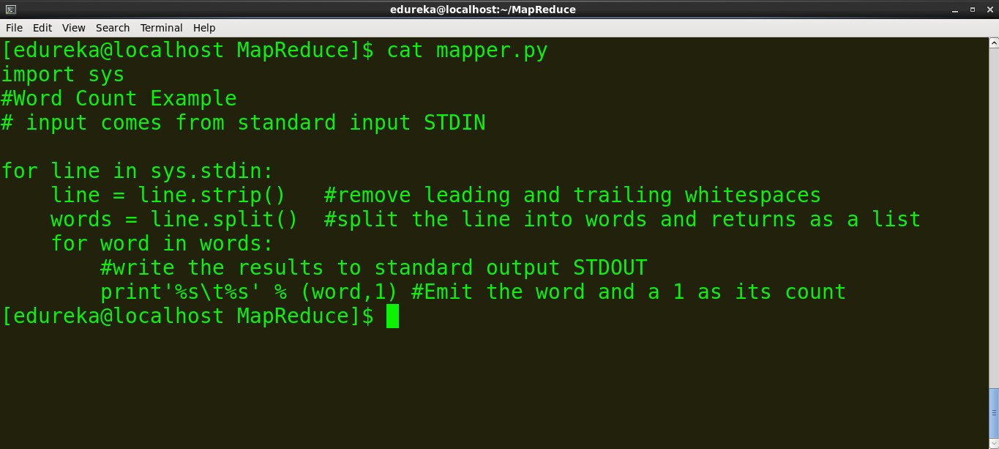 edureka@localhost:~/MapReduce
File Edit View Search Terminal Help
[edureka@localhost MapReduce]$ cat mapper.py
import sys
#Word Count Example
# input comes from standard input STDIN

for line in sys.stdin:
    line = line.strip()   #remove leading and trailing whitespaces
    words = line.split()  #split the line into words and returns as a list
    for word in words:
        #write the results to standard output STDOUT
        print'%s\t%s' % (word,1) #Emit the word and a 1 as its count
[edureka@localhost MapReduce]$